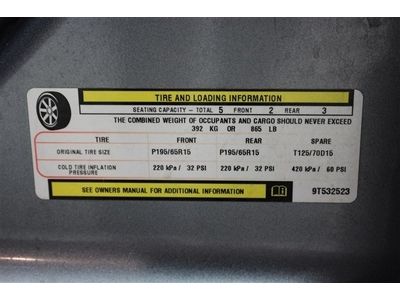 TIRE AND LOADING INFORMATION
SEATING CAPACITY - TOTAL 5 FRONT 2 REAR 3
THE COMBINED WEIGHT OF OCCUPANTS AND CARGO SHOULD NEVER EXCEED
392 KG OR 865 LB
TIRE FRONT REAR SPARE
ORIGINAL TIRE SIZE P195/65R15 P195/65R15 T125/70D15
COLD TIRE INFLATION PRESSURE 220 kPa / 32 PSI 220 kPa / 32 PSI 420 kPa / 60 PSI
SEE OWNERS MANUAL FOR ADDITIONAL INFORMATION 9T532523